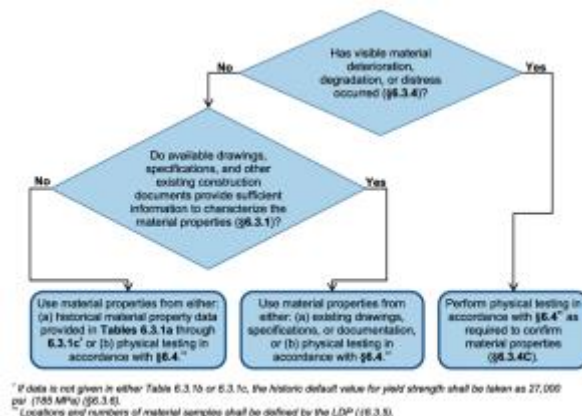 Has visible material
deterioration,
degradation, or distress
occurred (§6.3.4)?
No
Yes
Do available drawings,
specifications, and other
existing construction
documents provide sufficient
information to characterize the
material properties (§6.3.1)?
No
Yes
Use material properties from either:
(a) historical material property data
provided in Tables 6.3.1a through
6.3.1c* or (b) physical testing in
accordance with §6.4.**
Use material properties from
either: (a) existing drawings,
specifications, or documentation,
or (b) physical testing in
accordance with §6.4.**
Perform physical testing in
accordance with §6.4** as
required to confirm
material properties
(§6.3.4C).
* If data is not given in either Table 6.3.1b or 6.3.1c, the historic default value for yield strength shall be taken as 27,000
psi (185 MPa) (§6.3.6).
** Locations and numbers of material samples shall be defined by the LDP (§6.3.5).